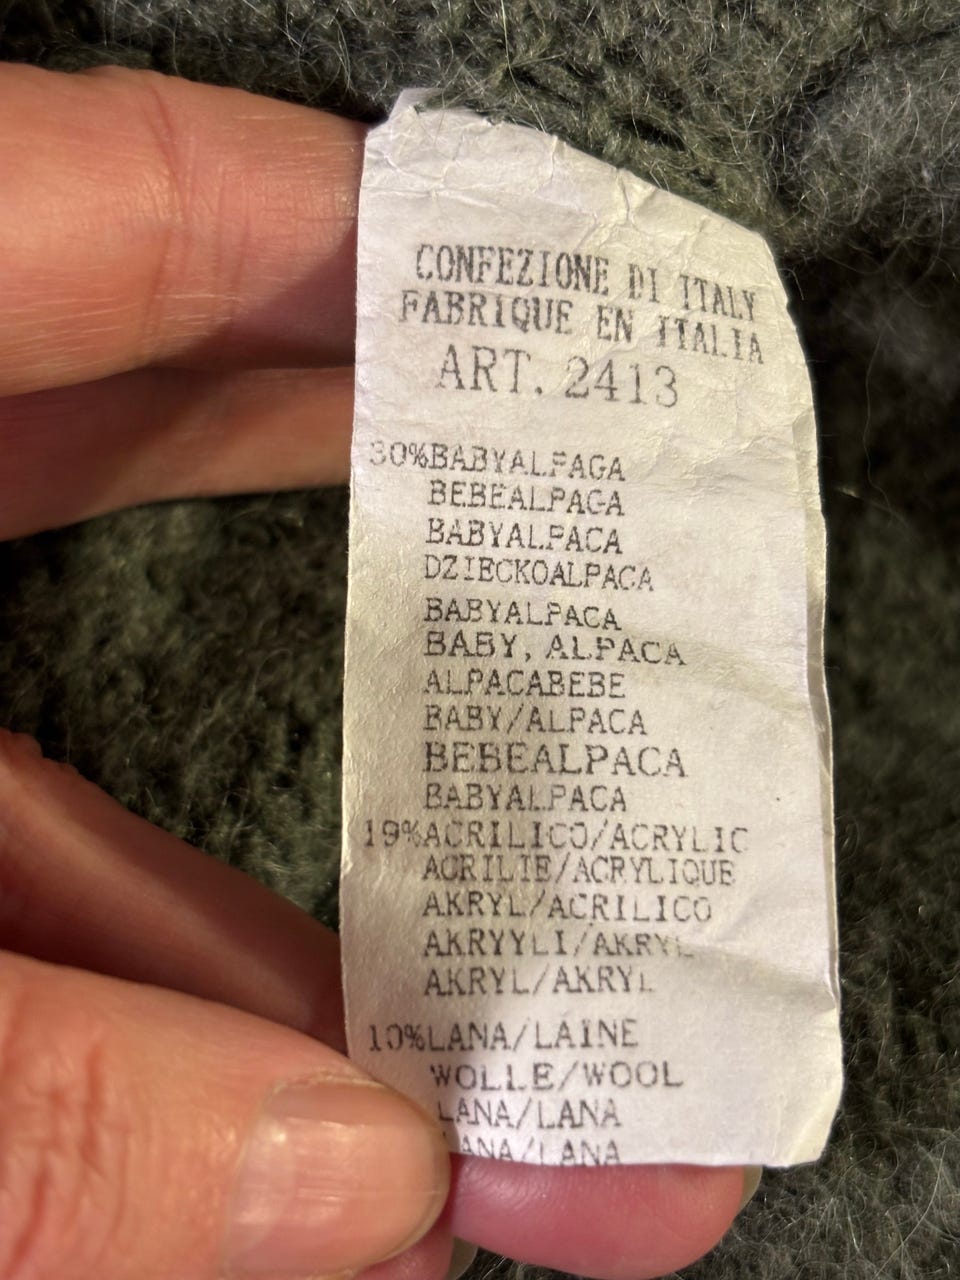 CONFEZIONE DI ITALY
FABRIQUE EN ITALIA
ART. 2413
30%BABYALPAGA
BEBEALPAGA
BABYALPACA
DZIECKOALPACA
BABYALPACA
BABY, ALPACA
ALPACABEBE
BABY/ALPACA
BEBEALPACA
BABYALPACA
19%ACRILICO/ACRYLIC
ACRILIE/ACRYLIQUE
AKRYL/ACRILICO
AKRYYLI/AKRYL
AKRYL/AKRYL
10%LANA/LAINE
WOLLE/WOOL
LANA/LANA
LANA/LANA